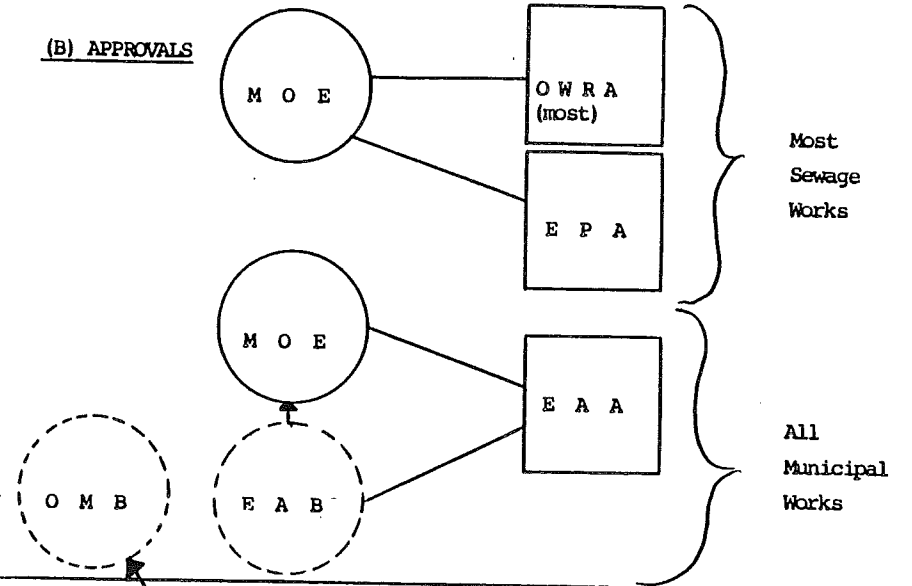 (B) APPROVALS
M O E
O W R A
(most)
E P A
Most
Sewage
Works
M O E
E A A
O M B
E A B
All
Municipal
Works